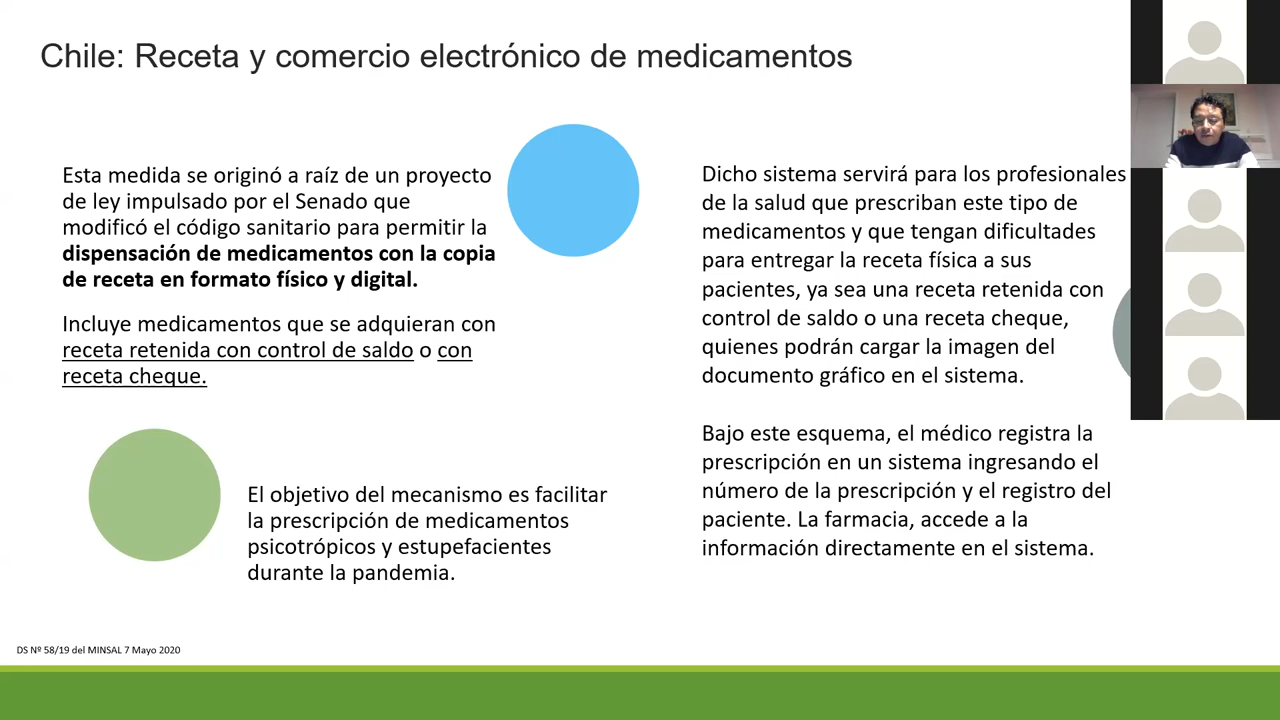 Chile: Receta y comercio electrónico de medicamentos
Esta medida se originó a raíz de un proyecto
de ley impulsado por el Senado que
modificó el código sanitario para permitir la
dispensación de medicamentos con la copia
de receta en formato físico y digital.
Incluye medicamentos que se adquieran con
receta retenida con control de saldo o con
receta cheque.
El objetivo del mecanismo es facilitar
la prescripción de medicamentos
psicotrópicos y estupefacientes
durante la pandemia.
Dicho sistema servirá para los profesionales
de la salud que prescriban este tipo de
medicamentos y que tengan dificultades
para entregar la receta física a sus
pacientes, ya sea una receta retenida con
control de saldo o una receta cheque,
quienes podrán cargar la imagen del
documento gráfico en el sistema.
Bajo este esquema, el médico registra la
prescripción en un sistema ingresando el
número de la prescripción y el registro del
paciente. La farmacia, accede a la
información directamente en el sistema.
DS Nº 58/19 del MINSAL 7 Mayo 2020